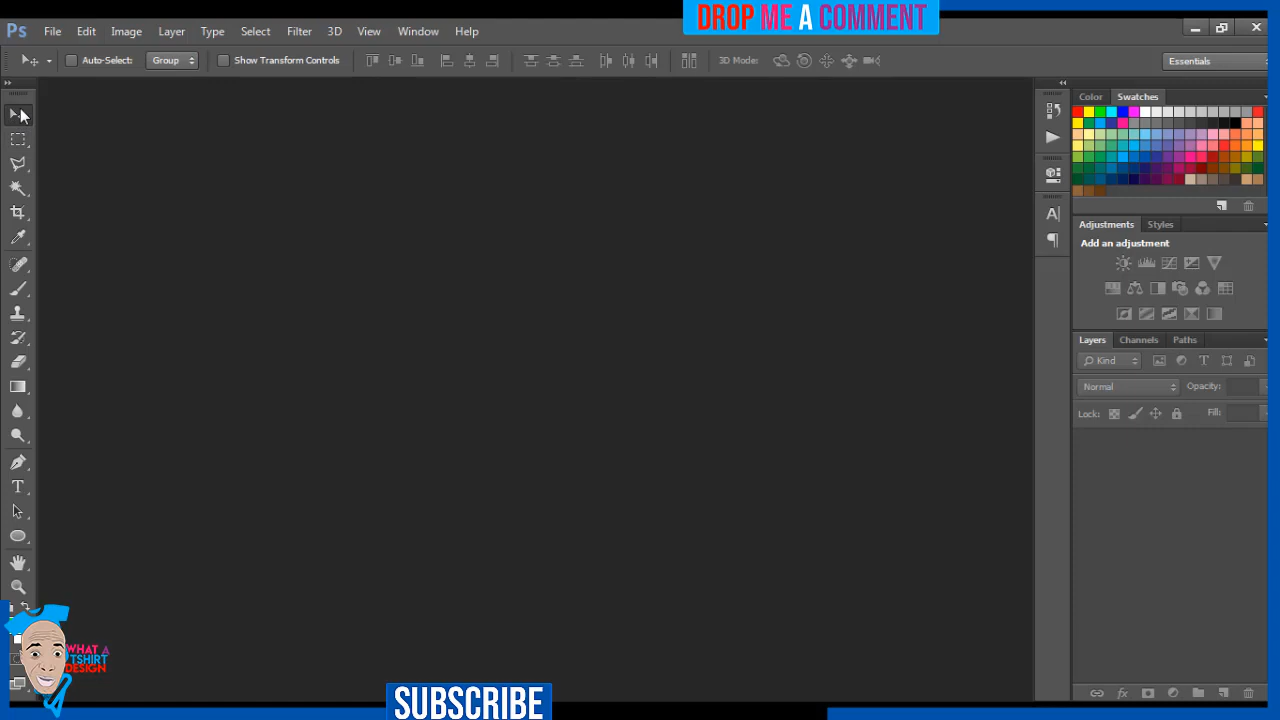 DROP ME A COMMENT
Ps File Edit Image Layer Type Select Filter 3D View Window Help
Auto-Select: Group Show Transform Controls 3D Mode: Essentials
Color Swatches
Adjustments Styles
Add an adjustment
Layers Channels Paths
Kind
Normal Opacity:
Lock: Fill:
WHAT A
TSHIRT
DESIGN
SUBSCRIBE